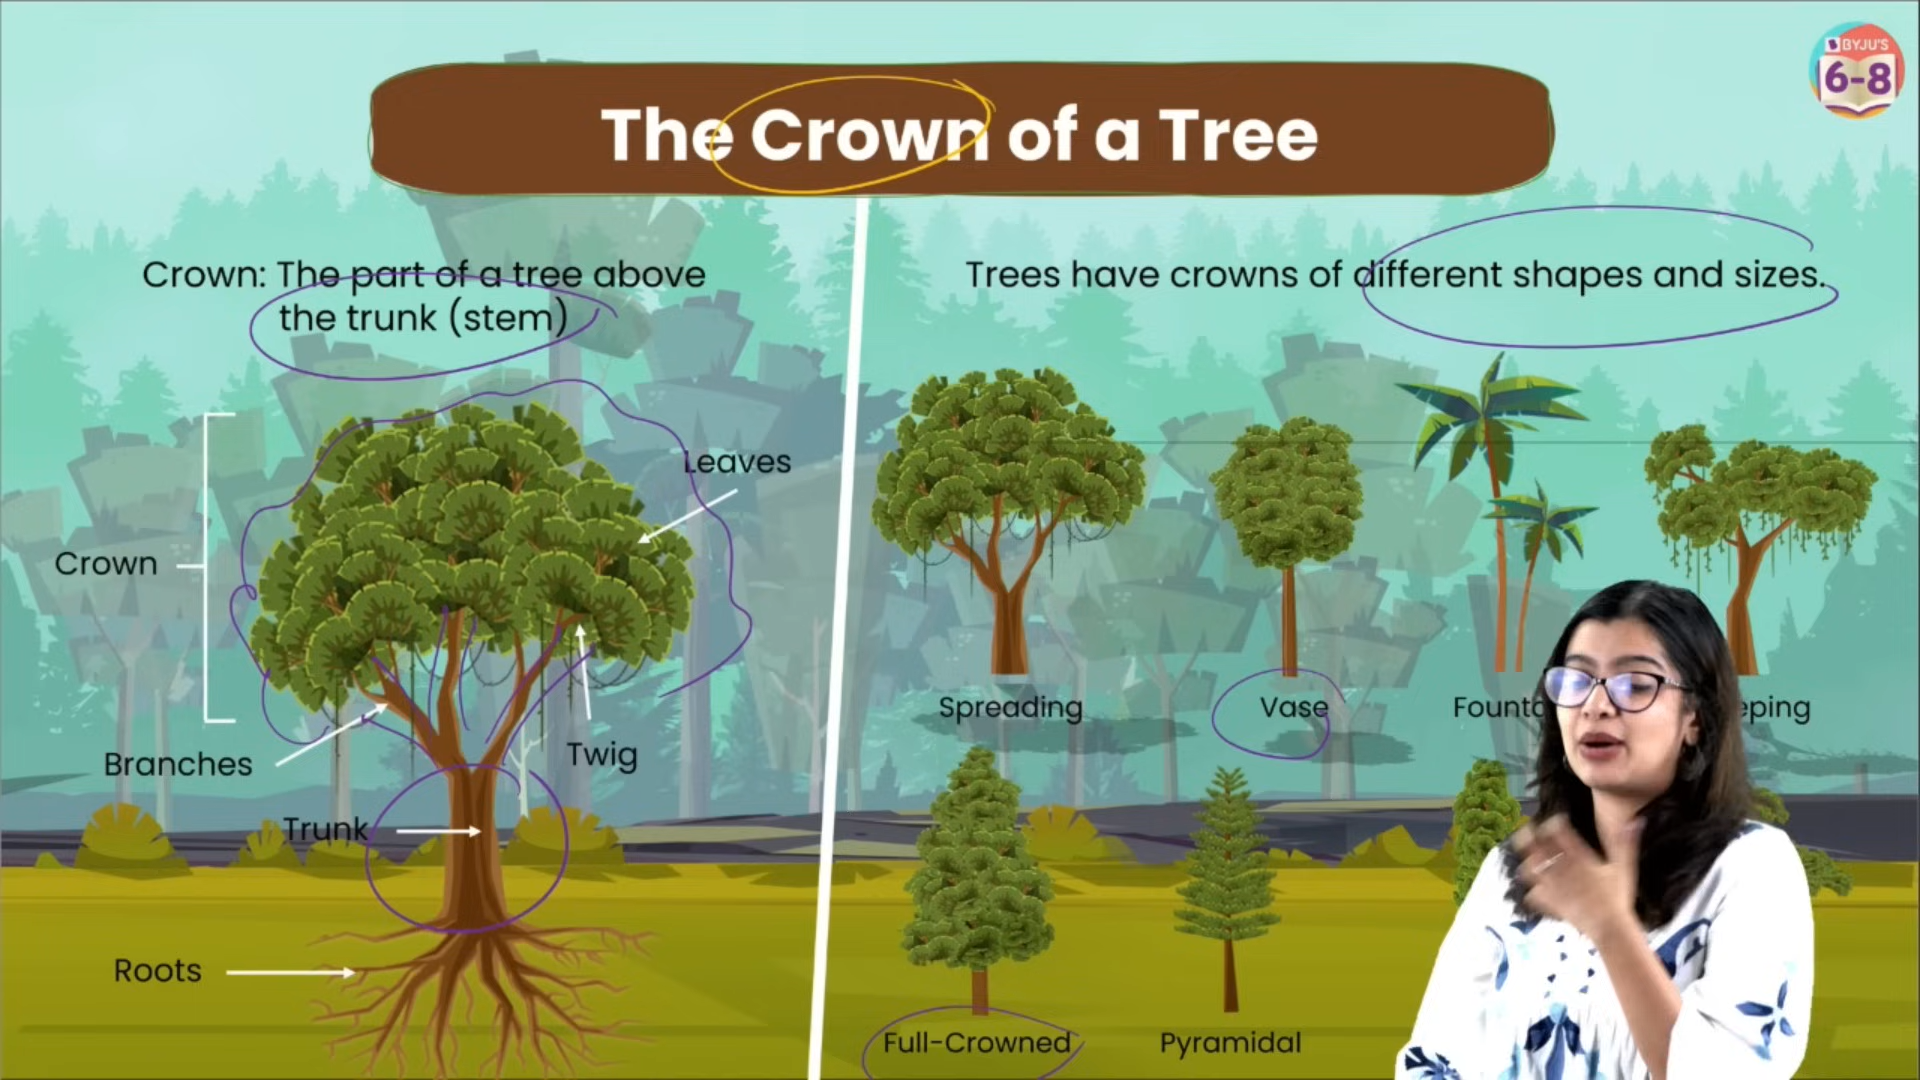 BYJU'S
6-8
The Crown of a Tree
Crown: The part of a tree above
the trunk (stem)
Leaves
Crown
Branches
Twig
Trunk
Roots
Trees have crowns of different shapes and sizes.
Spreading
Vase
Full-Crowned
Pyramidal